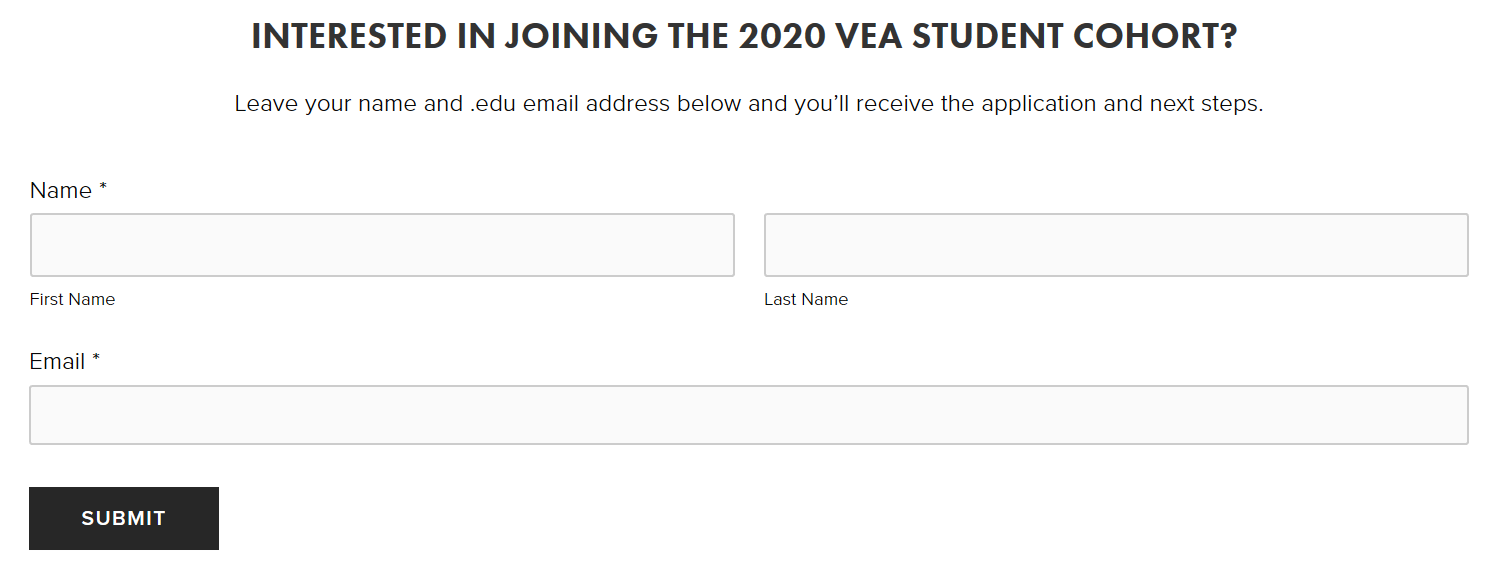 INTERESTED IN JOINING THE 2020 VEA STUDENT COHORT?
Leave your name and .edu email address below and you’ll receive the application and next steps.
Name *
First Name
Last Name
Email *
SUBMIT